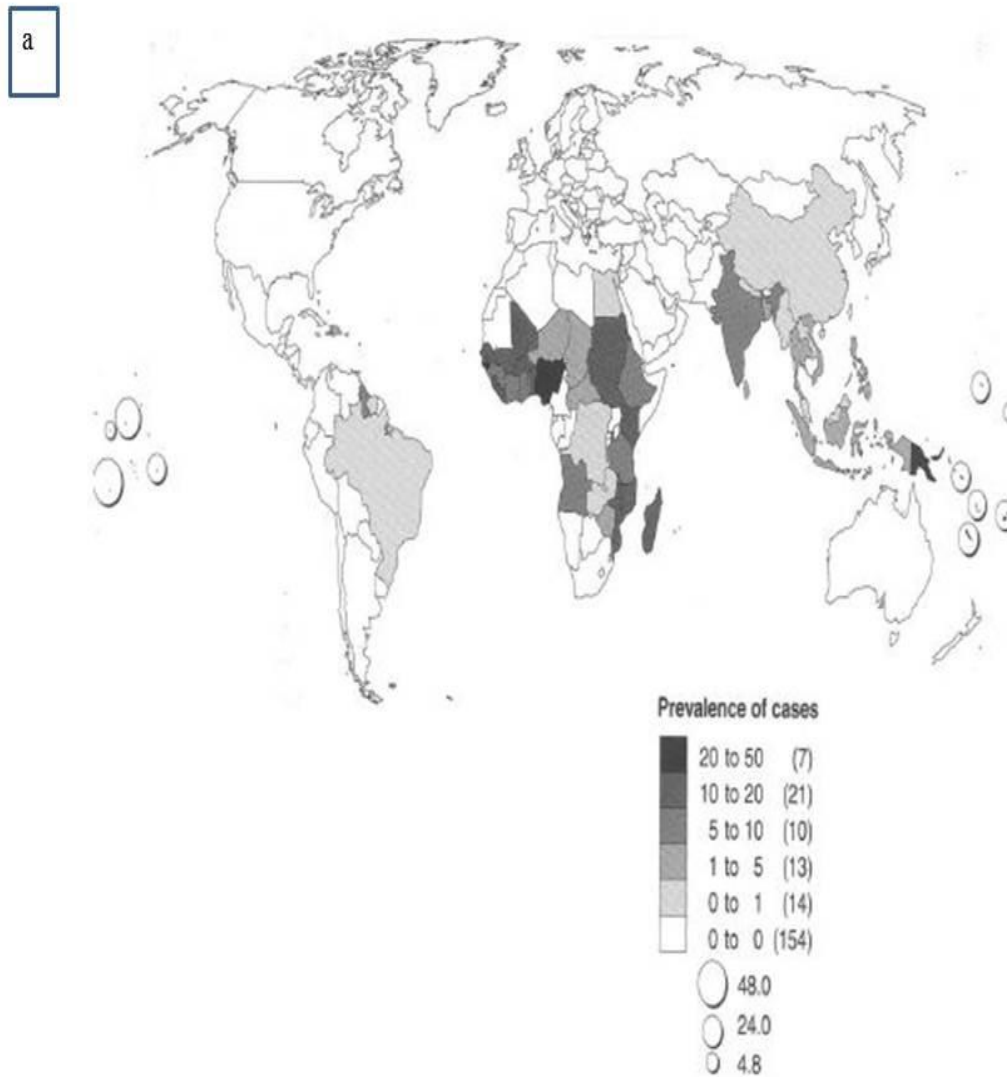 a
Prevalence of cases
20 to 50 (7)
10 to 20 (21)
5 to 10 (10)
1 to 5 (13)
0 to 1 (14)
0 to 0 (154)
48.0
24.0
4.8